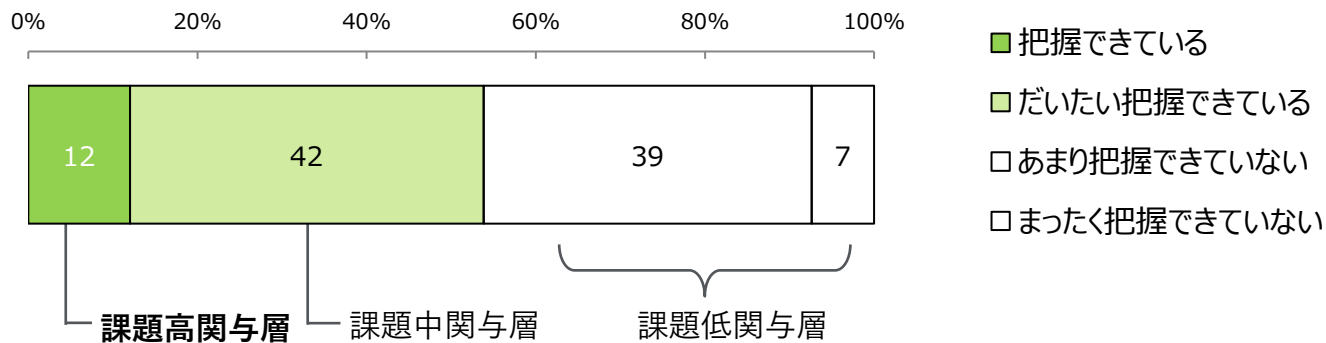 0% 20% 40% 60% 80% 100%
12 42 39 7
把握できている
だいたい把握できている
あまり把握できていない
まったく把握できていない
課題高関与層 課題中関与層 課題低関与層